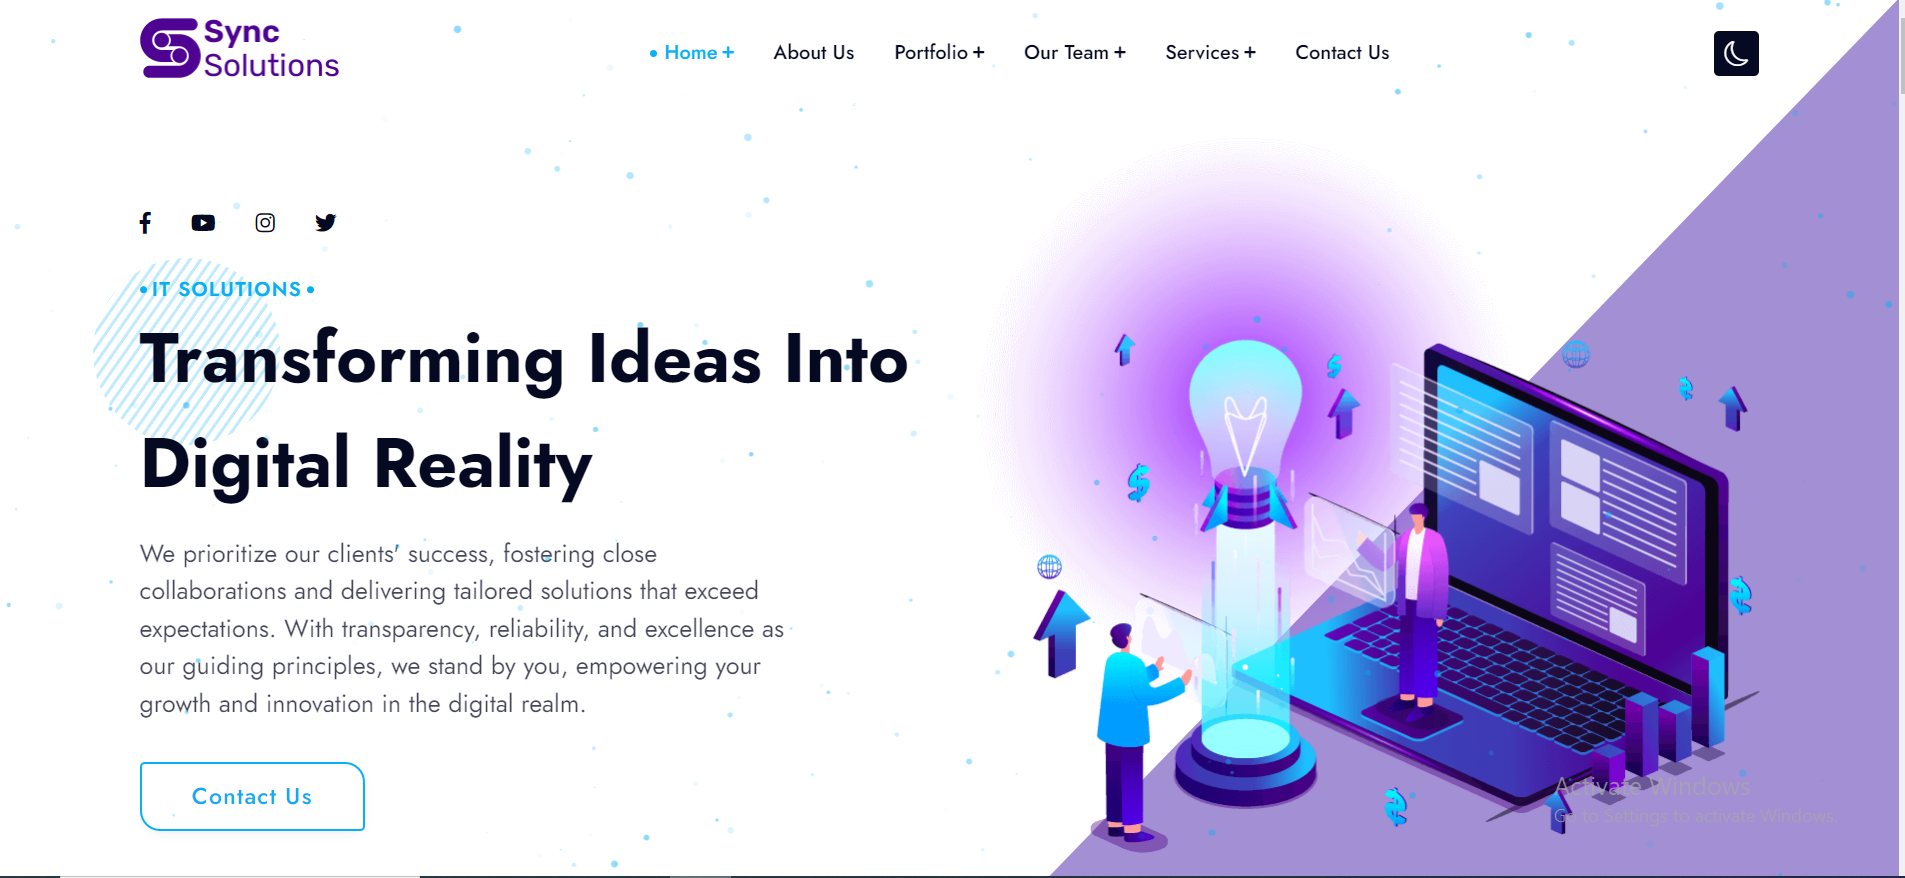 Sync
Solutions
Home + About Us Portfolio + Our Team + Services + Contact Us
• IT SOLUTIONS •
Transforming Ideas Into
Digital Reality
We prioritize our clients' success, fostering close
collaborations and delivering tailored solutions that exceed
expectations. With transparency, reliability, and excellence as
our guiding principles, we stand by you, empowering your
growth and innovation in the digital realm.
Contact Us
Activate Windows
Go to Settings to activate Windows.